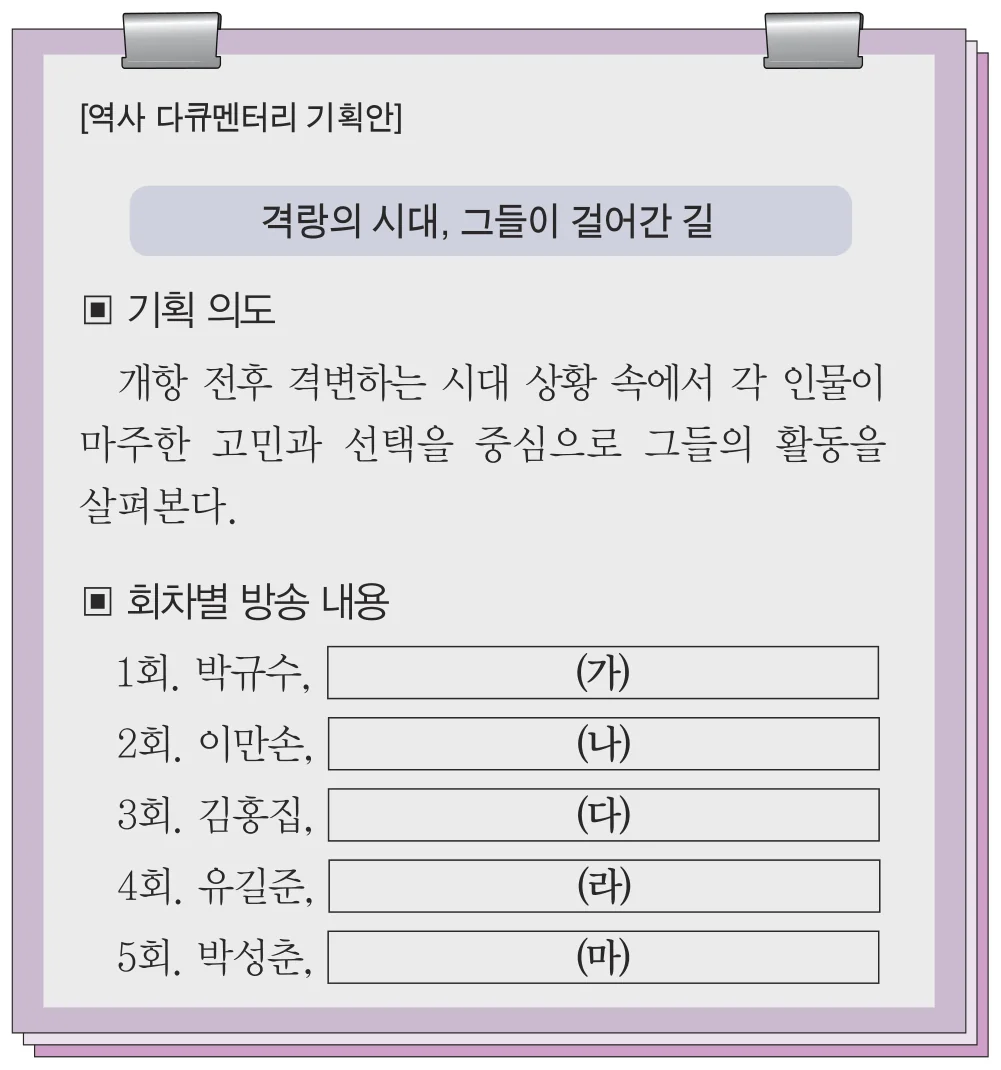 [역사 다큐멘터리 기획안]
격랑의 시대, 그들이 걸어간 길
▣ 기획 의도
개항 전후 격변하는 시대 상황 속에서 각 인물이
마주한 고민과 선택을 중심으로 그들의 활동을
살펴본다.
▣ 회차별 방송 내용
1회. 박규수, (가)
2회. 이만손, (나)
3회. 김홍집, (다)
4회. 유길준, (라)
5회. 박성춘, (마)